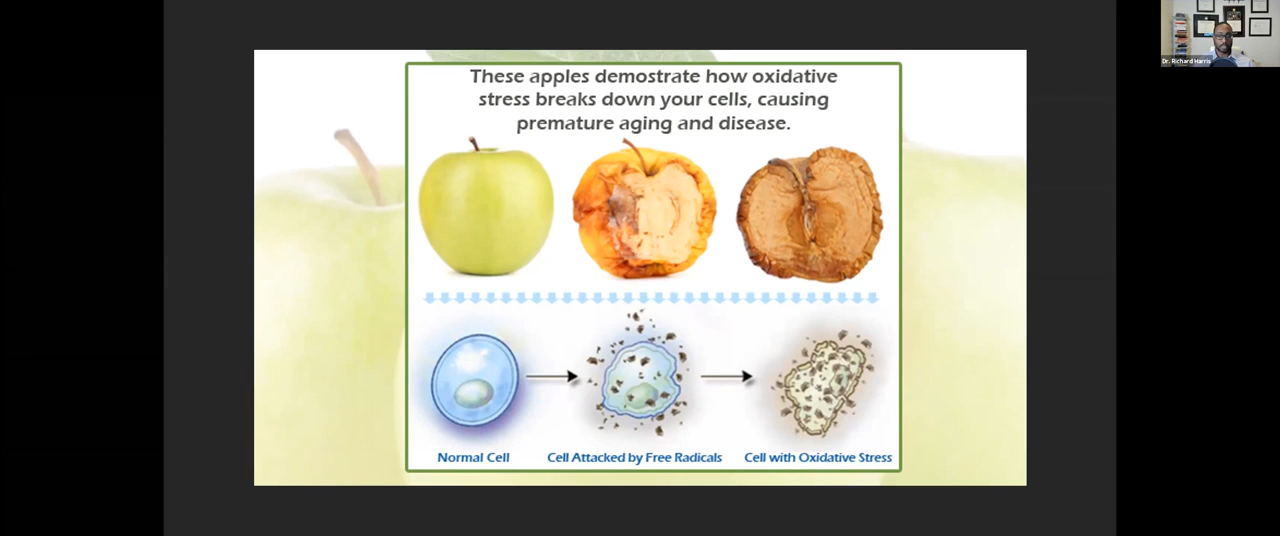 These apples demostrate how oxidative
stress breaks down your cells, causing
premature aging and disease.
Normal Cell
Cell Attacked by Free Radicals
Cell with Oxidative Stress
Dr. Richard Harris